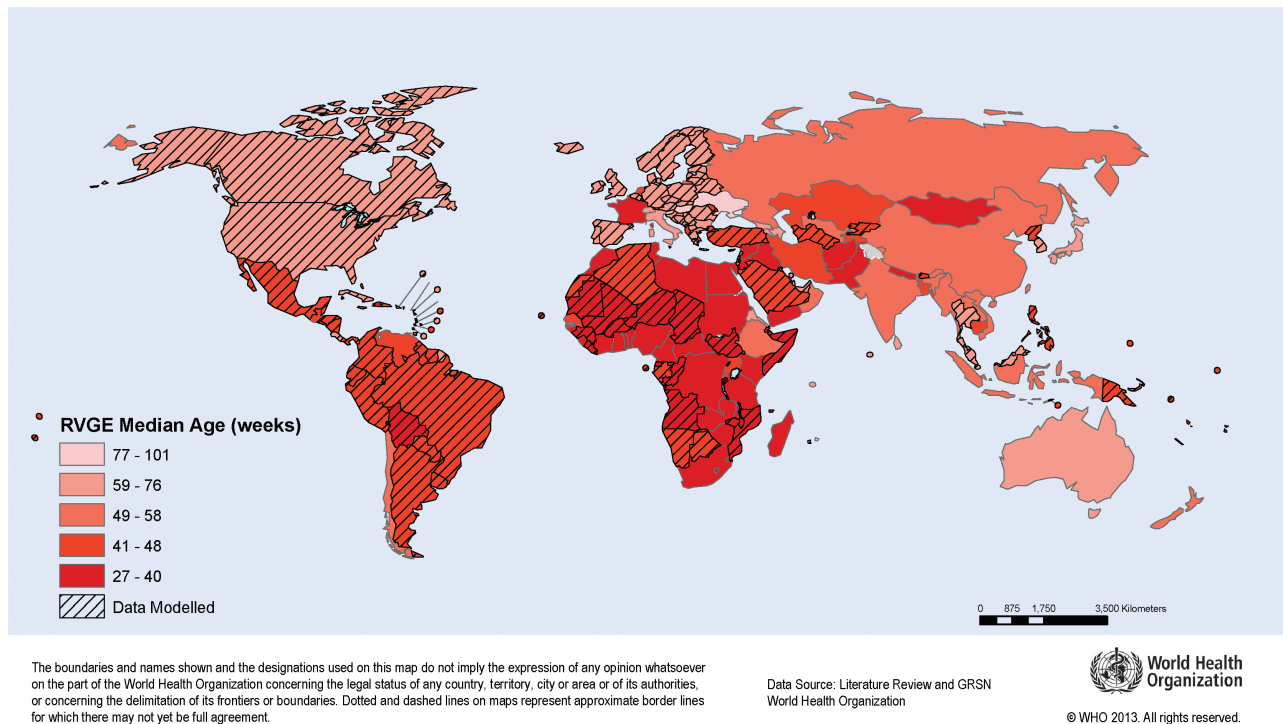 RVGE Median Age (weeks)
77 - 101
59 - 76
49 - 58
41 - 48
27 - 40
Data Modelled
0 875 1,750 3,500 Kilometers
The boundaries and names shown and the designations used on this map do not imply the expression of any opinion whatsoever
on the part of the World Health Organization concerning the legal status of any country, territory, city or area or of its authorities,
or concerning the delimitation of its frontiers or boundaries. Dotted and dashed lines on maps represent approximate border lines
for which there may not yet be full agreement.
Data Source: Literature Review and GRSN
World Health Organization
World Health
Organization
© WHO 2013. All rights reserved.